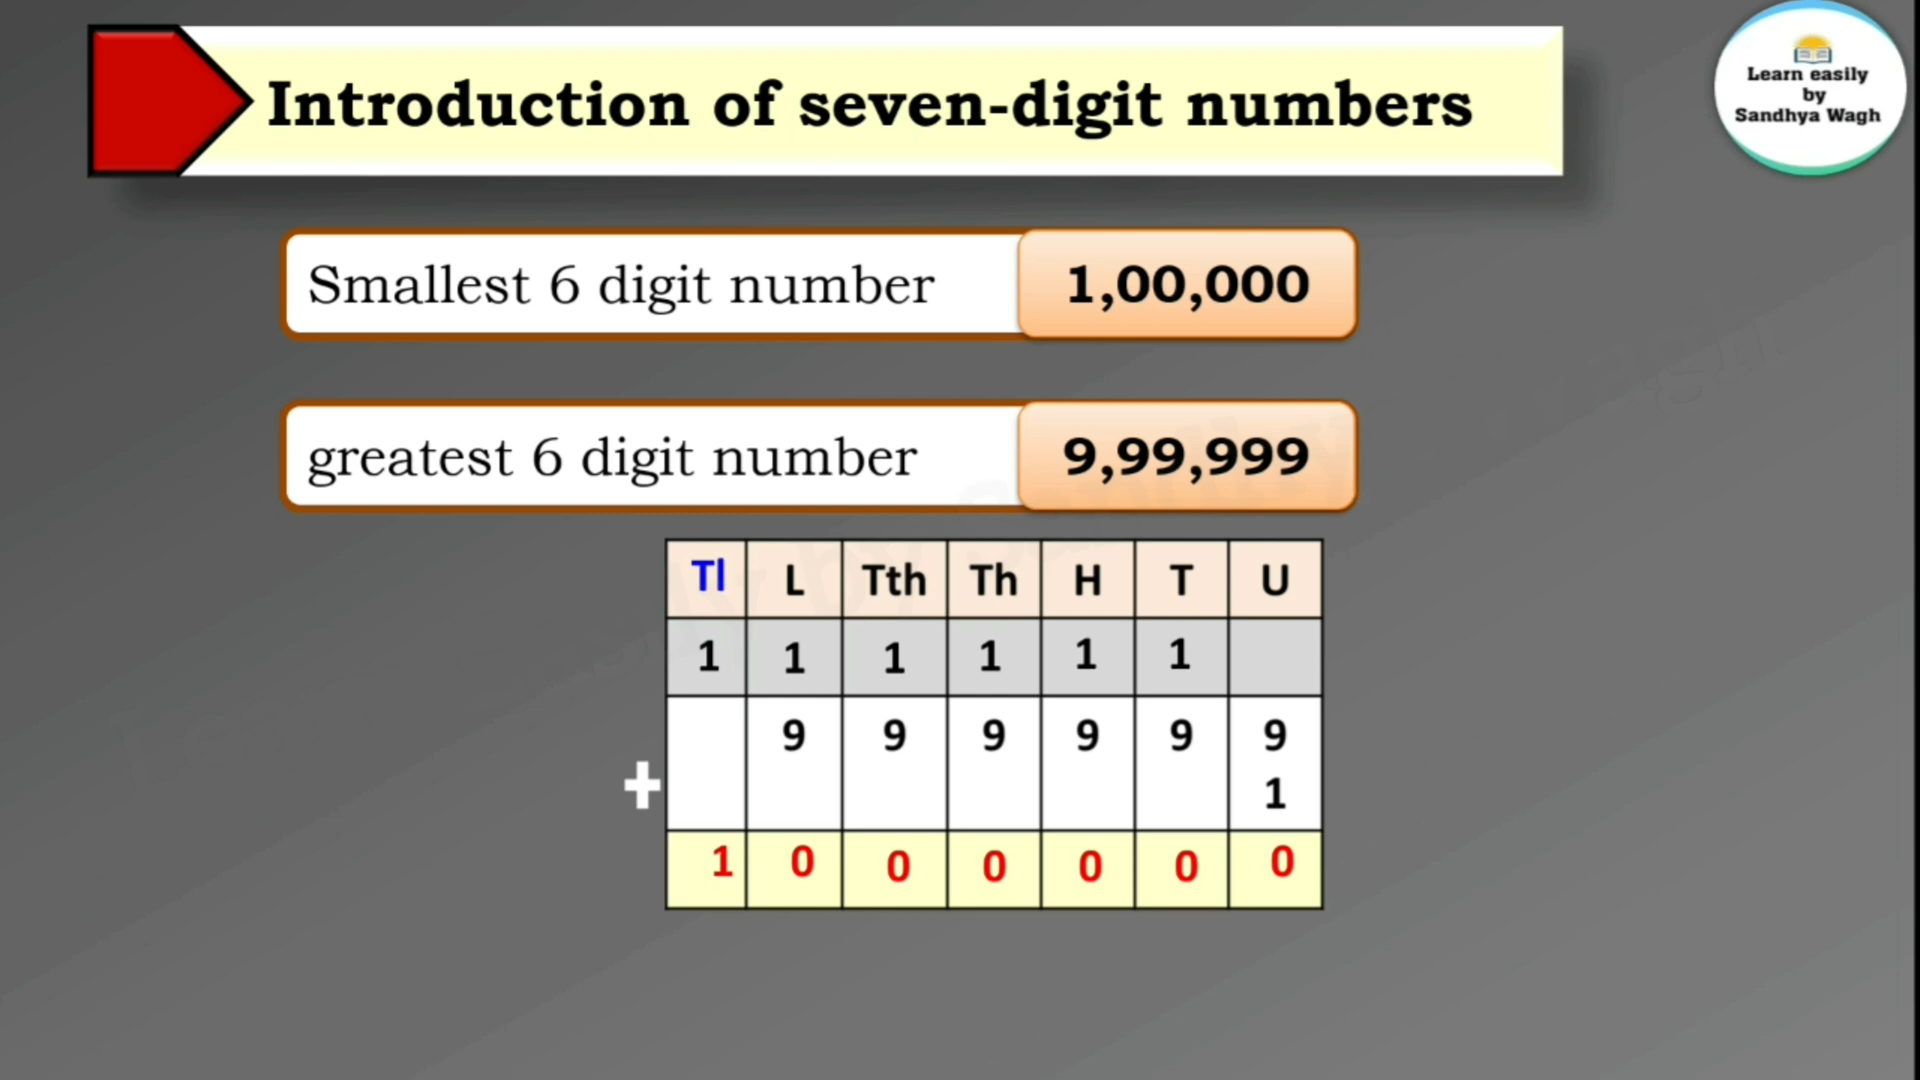 Introduction of seven-digit numbers
Learn easily
by
Sandhya Wagh
Smallest 6 digit number 1,00,000
greatest 6 digit number 9,99,999
Tl L Tth Th H T U
1 1 1 1 1 1
9 9 9 9 9 9
+ 1
1 0 0 0 0 0 0